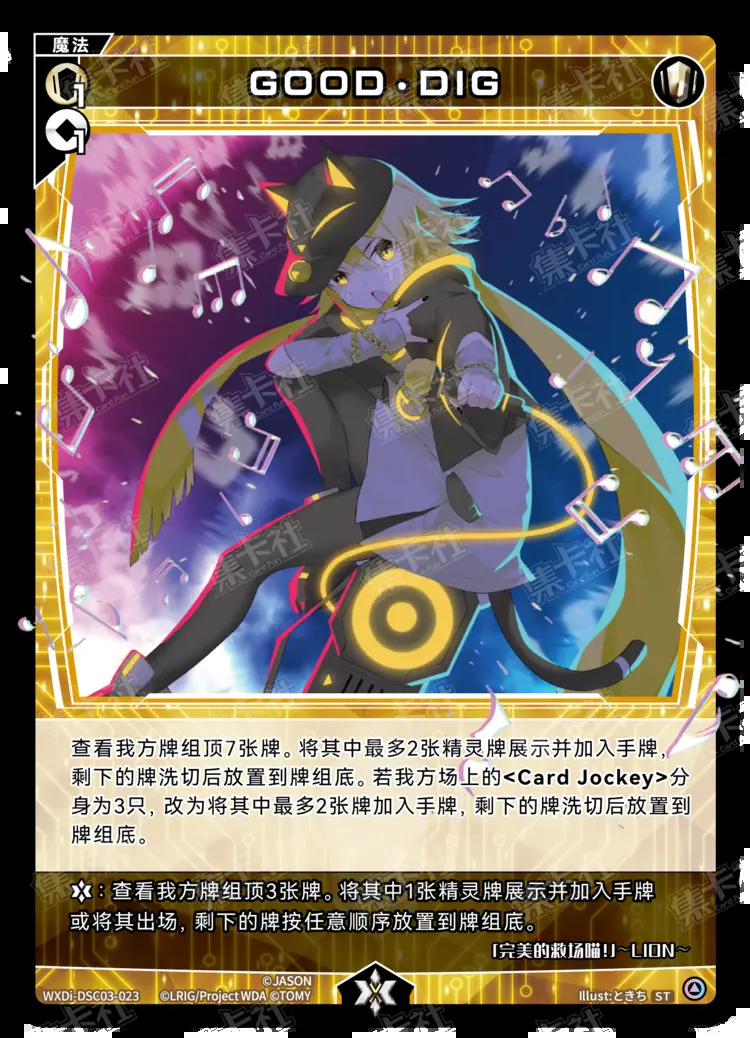 魔法
1
GOOD・DIG
1
查看我方牌组顶7张牌。将其中最多2张精灵牌展示并加入手牌,
剩下的牌洗切后放置到牌组底。若我方场上的<Card Jockey>分
身为3只, 改为将其中最多2张牌加入手牌, 剩下的牌洗切后放置到
牌组底。
：查看我方牌组顶3张牌。将其中1张精灵牌展示并加入手牌
或将其出场, 剩下的牌按任意顺序放置到牌组底。
「完美的救场喵!」~LION~
©JASON
WXDi-DSC03-023 ©LRIG/Project WDA ©TOMY Illust:ときち ST
集卡社
Card Fun